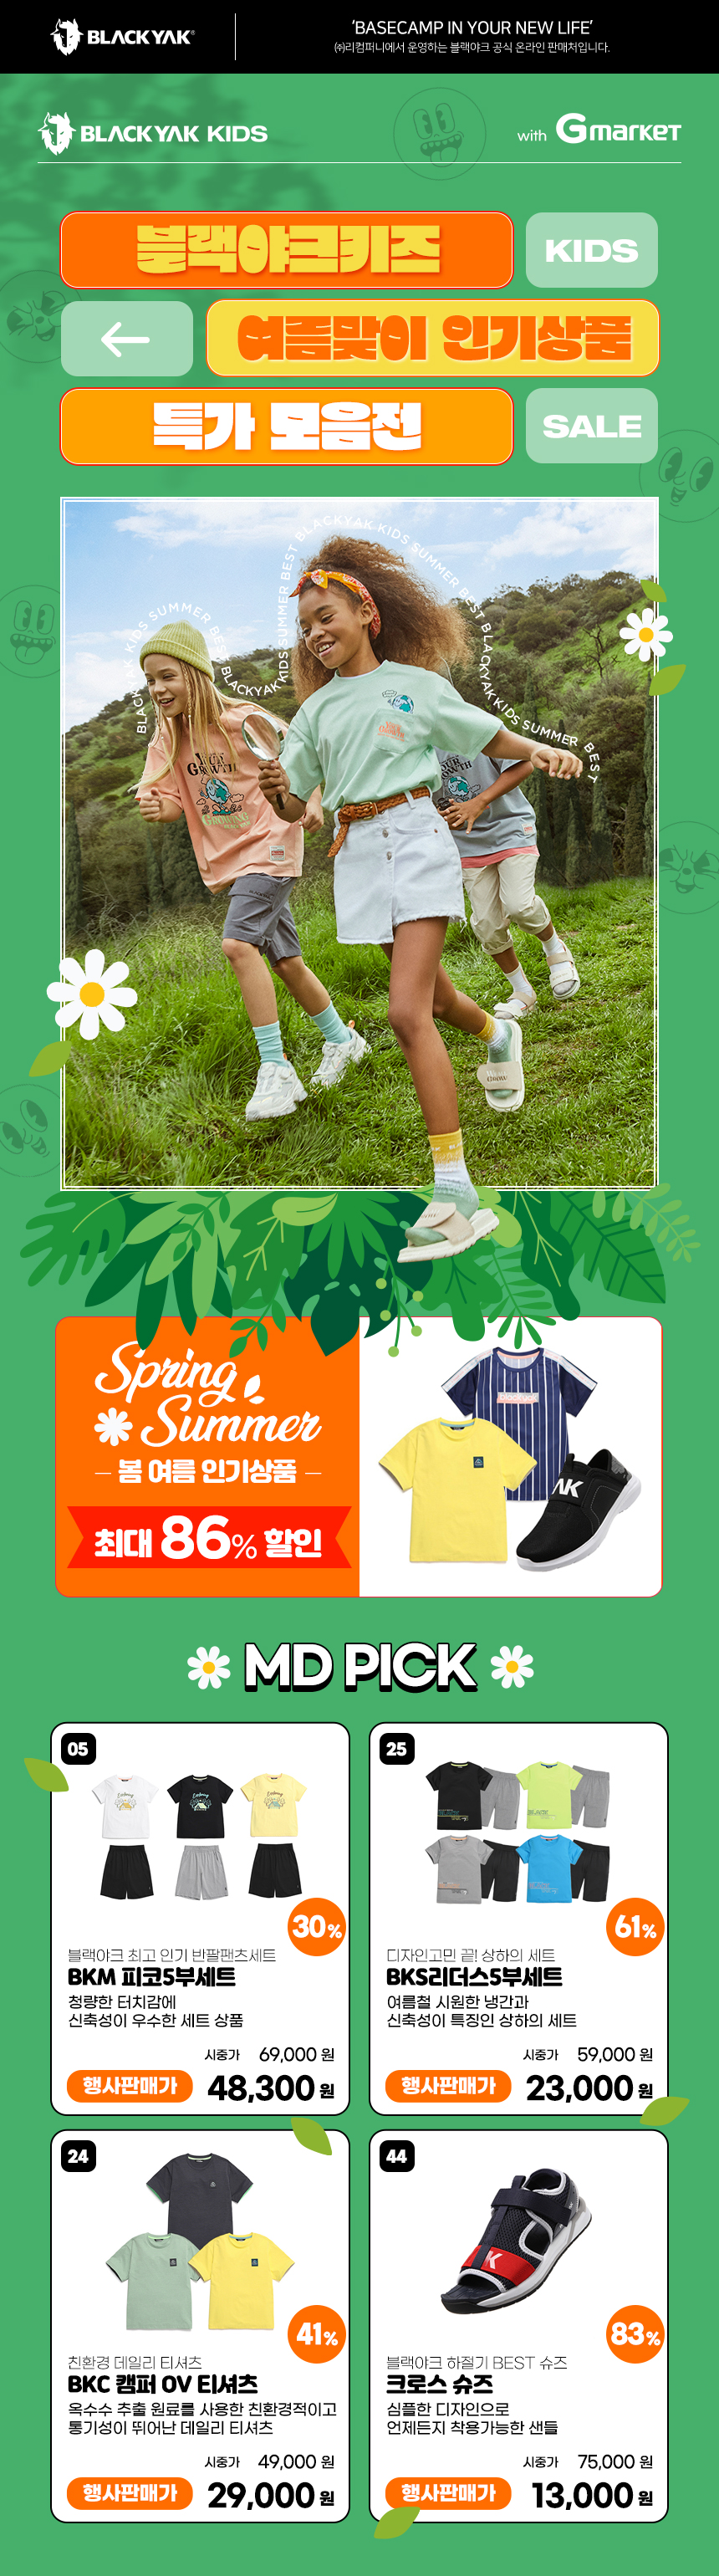 BLACKYAK
'BASECAMP IN YOUR NEW LIFE'
㈜리컴퍼니에서 운영하는 블랙야크 공식 온라인 판매처입니다.
BLACKYAK KIDS
with Gmarket
블랙야크키즈
KIDS
여름맞이 인기상품
특가 모음전
SALE
BLACKYAK KIDS SUMMER BEST BLACKYAK KIDS SUMMER BEST BLACKYAK KIDS SUMMER BEST BLACKYAK KIDS SUMMER BEST
GROWTH
GROWING
Spring
Summer
봄 여름 인기상품
최대 86% 할인
MD PICK
05
30%
블랙야크 최고 인기 반팔팬츠세트
BKM 피코5부세트
청량한 터치감에
신축성이 우수한 세트 상품
시중가 69,000 원
행사판매가 48,300 원
25
61%
디자인고민 끝! 상하의 세트
BKS리더스5부세트
여름철 시원한 냉간과
신축성이 특징인 상하의 세트
시중가 59,000 원
행사판매가 23,000 원
24
41%
친환경 데일리 티셔츠
BKC 캠퍼 OV 티셔츠
옥수수 추출 원료를 사용한 친환경적이고
통기성이 뛰어난 데일리 티셔츠
시중가 49,000 원
행사판매가 29,000 원
44
83%
블랙야크 하절기 BEST 슈즈
크로스 슈즈
심플한 디자인으로
언제든지 착용가능한 샌들
시중가 75,000 원
행사판매가 13,000 원